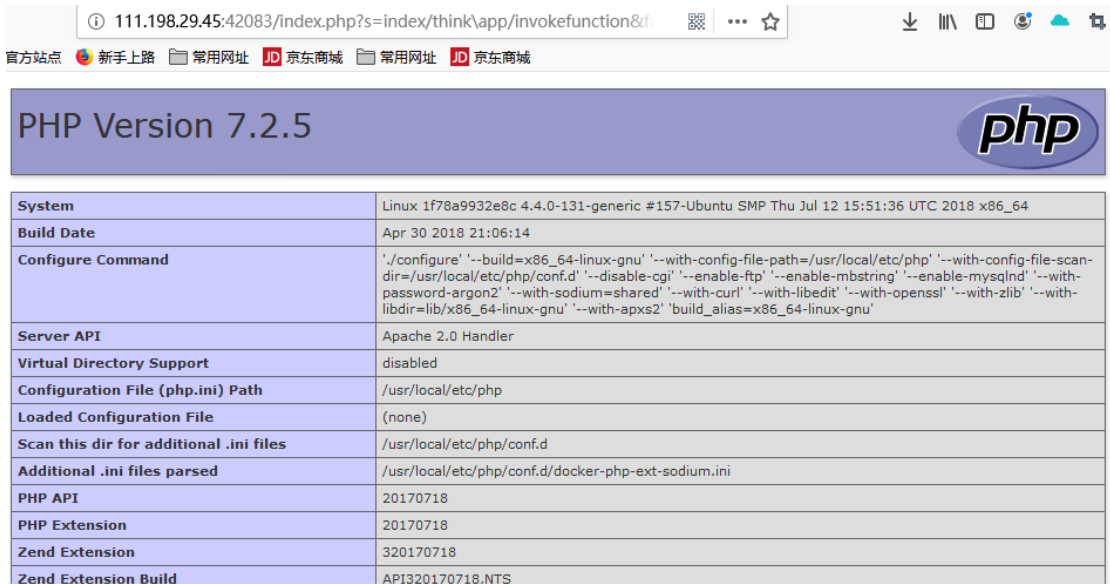 111.198.29.45:42083/index.php?s=index/think\app/invokefunction&f
官方站点 新手上路 常用网址 JD 京东商城 常用网址 JD 京东商城
PHP Version 7.2.5
php
System Linux 1f78a9932e8c 4.4.0-131-generic #157-Ubuntu SMP Thu Jul 12 15:51:36 UTC 2018 x86_64
Build Date Apr 30 2018 21:06:14
Configure Command './configure' '--build=x86_64-linux-gnu' '--with-config-file-path=/usr/local/etc/php' '--with-config-file-scan-
dir=/usr/local/etc/php/conf.d' '--disable-cgi' '--enable-ftp' '--enable-mbstring' '--enable-mysqlnd' '--with-
password-argon2' '--with-sodium=shared' '--with-curl' '--with-libedit' '--with-openssl' '--with-zlib' '--with-
libdir=lib/x86_64-linux-gnu' '--with-apxs2' 'build_alias=x86_64-linux-gnu'
Server API Apache 2.0 Handler
Virtual Directory Support disabled
Configuration File (php.ini) Path /usr/local/etc/php
Loaded Configuration File (none)
Scan this dir for additional .ini files /usr/local/etc/php/conf.d
Additional .ini files parsed /usr/local/etc/php/conf.d/docker-php-ext-sodium.ini
PHP API 20170718
PHP Extension 20170718
Zend Extension 320170718
Zend Extension Build API320170718,NTS